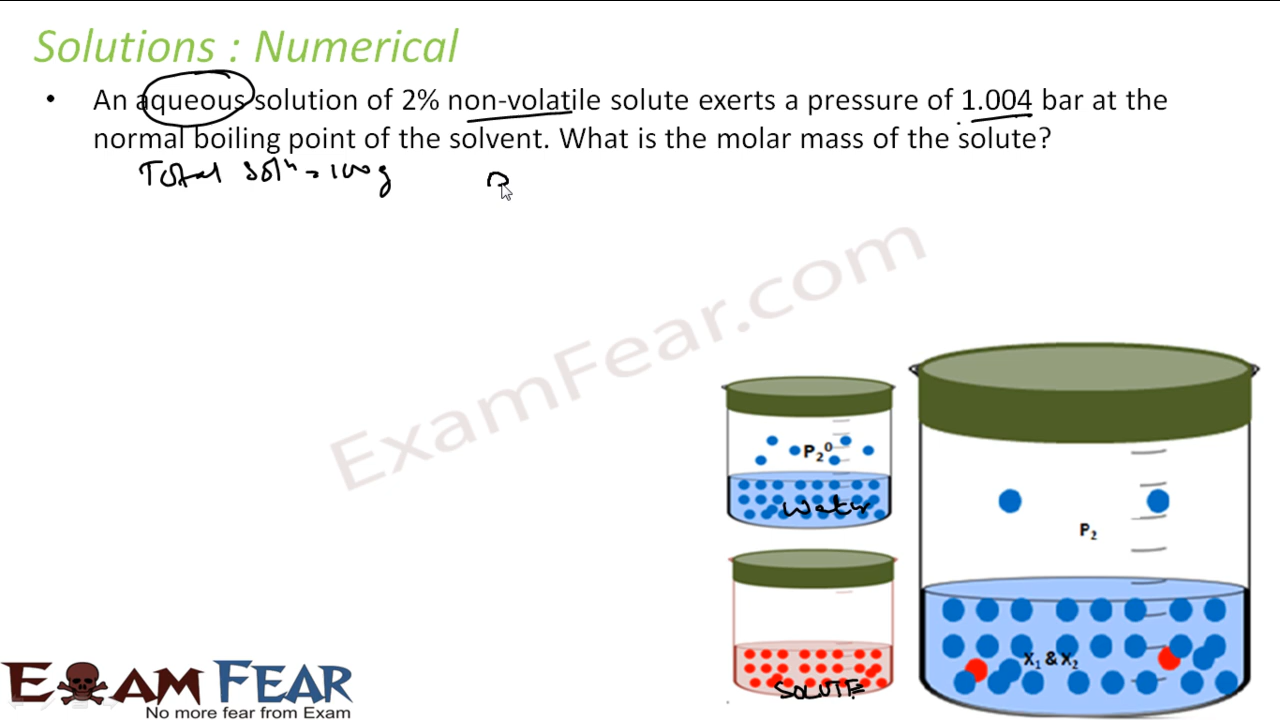 Solutions : Numerical
• An aqueous solution of 2% non-volatile solute exerts a pressure of 1.004 bar at the
normal boiling point of the solvent. What is the molar mass of the solute?
Total Solⁿ = 100g
ExamFear.com
P₂⁰
Water
P₂
X₁ & X₂
SOLUTE
EXAM FEAR
No more fear from Exam